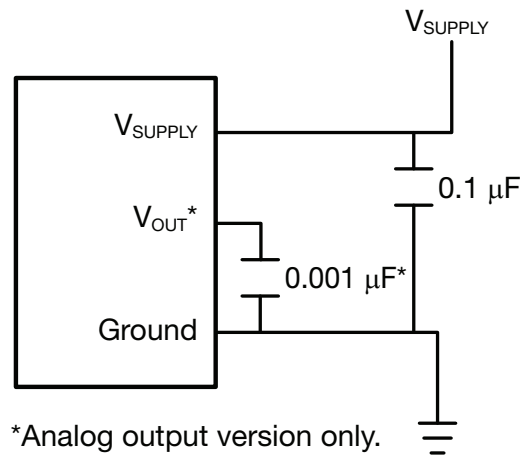 VSUPPLY
VSUPPLY
0.1 μF
VOUT*
0.001 μF*
Ground
*Analog output version only.